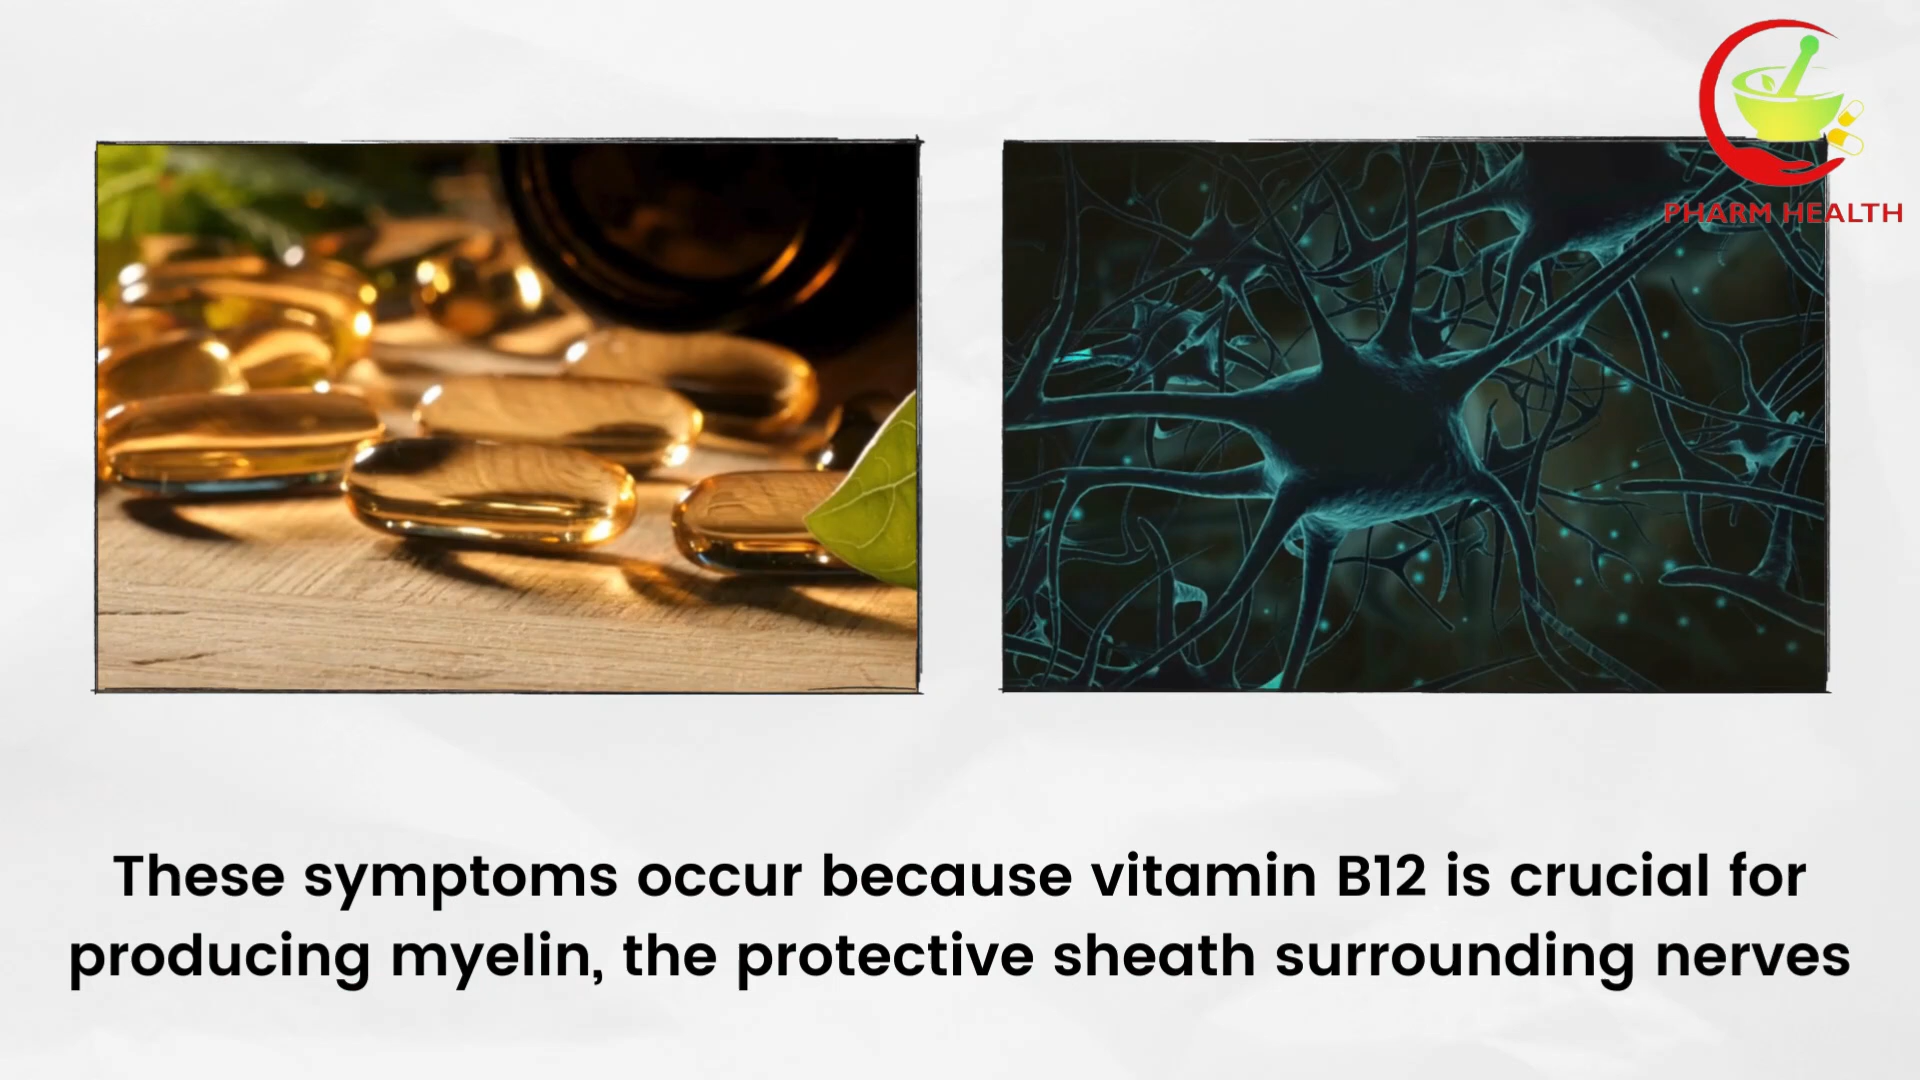 PHARM HEALTH
These symptoms occur because vitamin B12 is crucial for
producing myelin, the protective sheath surrounding nerves